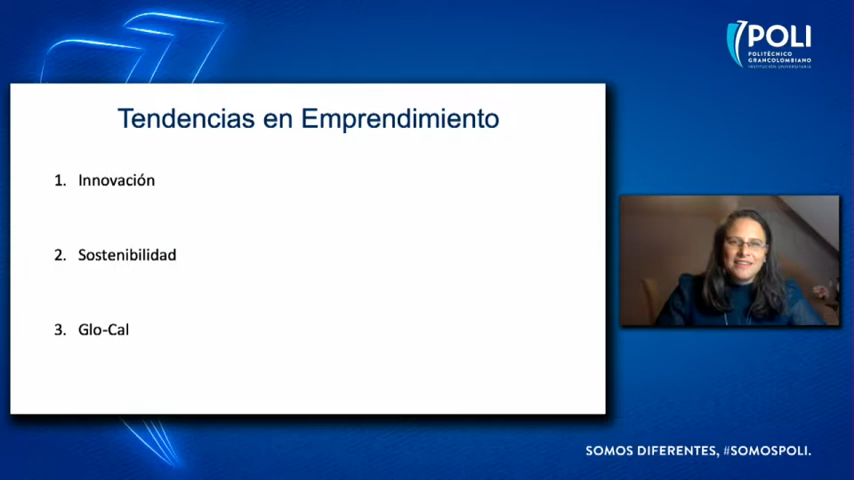 POLI
POLITÉCNICO
GRANCOLOMBIANO
INSTITUCIÓN UNIVERSITARIA
Tendencias en Emprendimiento
1. Innovación
2. Sostenibilidad
3. Glo-Cal
SOMOS DIFERENTES, #SOMOSPOLI.